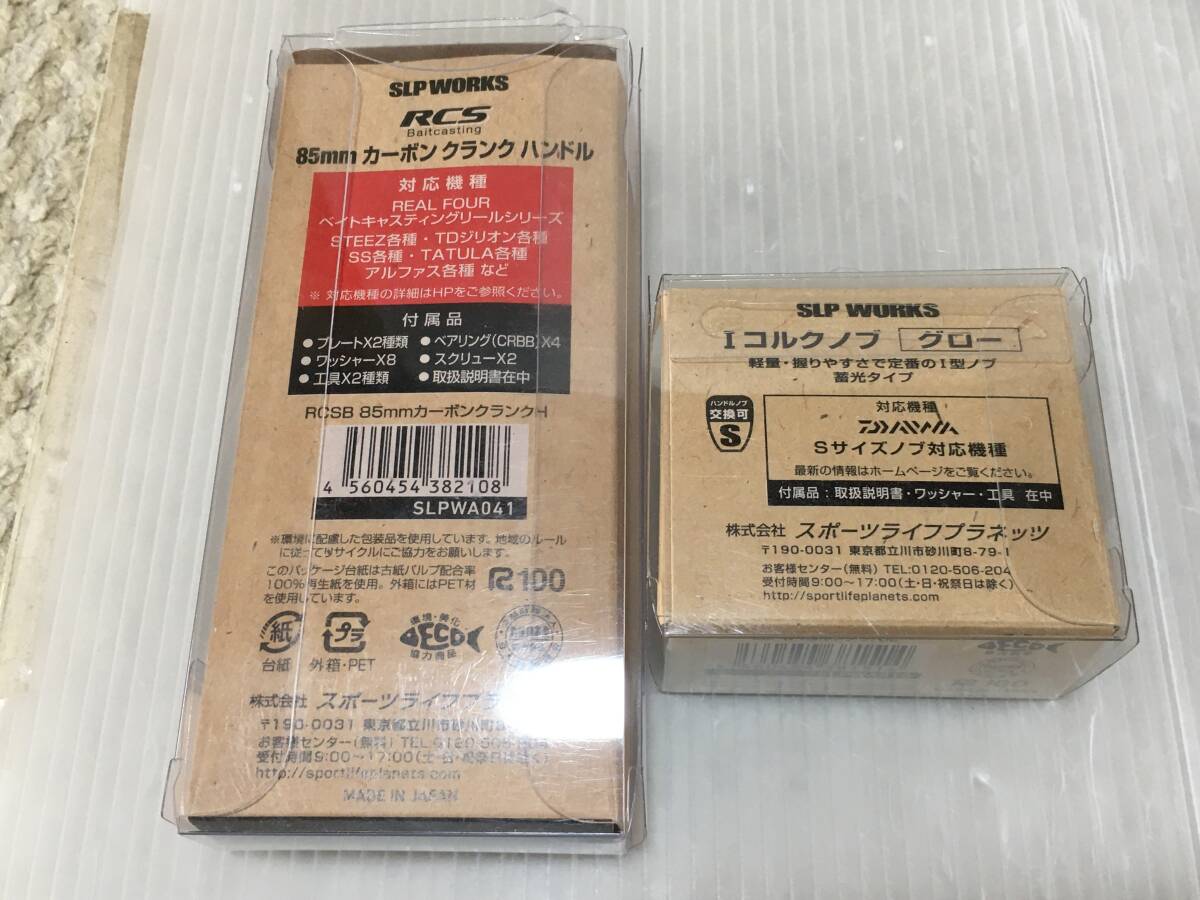 SLP WORKS
RCS
Baitcasting
85mm カーボン クランク ハンドル
対応機種
REAL FOUR
ベイトキャスティングリールシリーズ
STEEZ各種・TDジリオン各種
SS各種・TATULA各種
アルファス各種 など
※ 対応機種の詳細はHPをご参照ください。
付属品
● プレートX2種類 ● ベアリング(CRBB)X4
● ワッシャーX8 ● スクリューX2
● 工具X2種類 ● 取扱説明書在中
RCSB 85mmカーボンクランクH
4 560454 382108
SLPWA041
※環境に配慮した包装品を使用しています。地域のルール
に従ってリサイクルにご協力をお願いします。
このパッケージ台紙は古紙パルプ配合率
100%再生紙を使用。外箱にはPET材
を使用しています。
R100
紙
プラ
環境・美化
ECO
協力商品
台紙 外箱・PET
株式会社 スポーツライフプラ
〒190-0031 東京都立川市砂川町
お客様センター(無料) TEL:0120-506-204
受付時間9:00〜17:00(土・日・祝祭日は除く)
http://sportlifeplanets.com
MADE IN JAPAN
SLP WORKS
I コルクノブ グロー
軽量・握りやすさで定番のI型ノブ
蓄光タイプ
ハンドルノブ
交換可
S
対応機種
DAIWA
Sサイズノブ対応機種
最新の情報はホームページをご覧ください。
付属品：取扱説明書・ワッシャー・工具 在中
株式会社 スポーツライフプラネッツ
〒190-0031 東京都立川市砂川町8-79-1
お客様センター(無料) TEL:0120-506-204
受付時間9:00〜17:00(土・日・祝祭日は除く)
http://sportlifeplanets.com